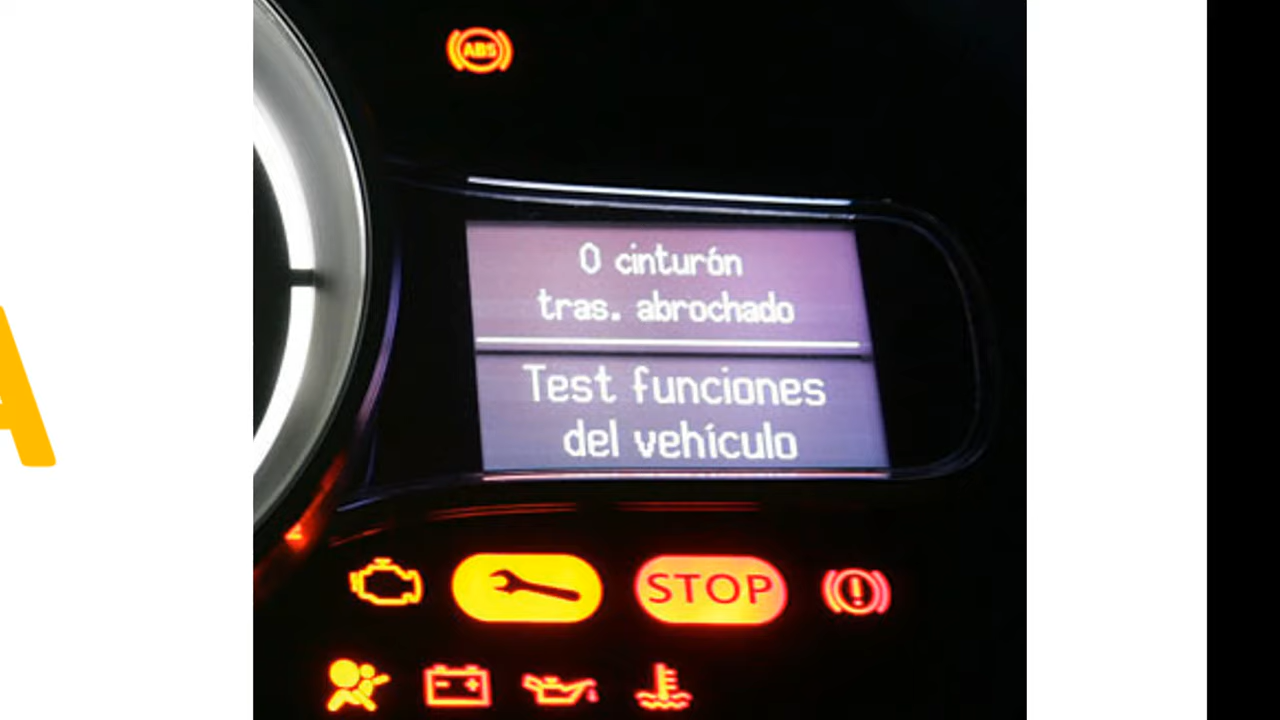 A
ABS
0 cinturón
tras. abrochado
Test funciones
del vehículo
STOP